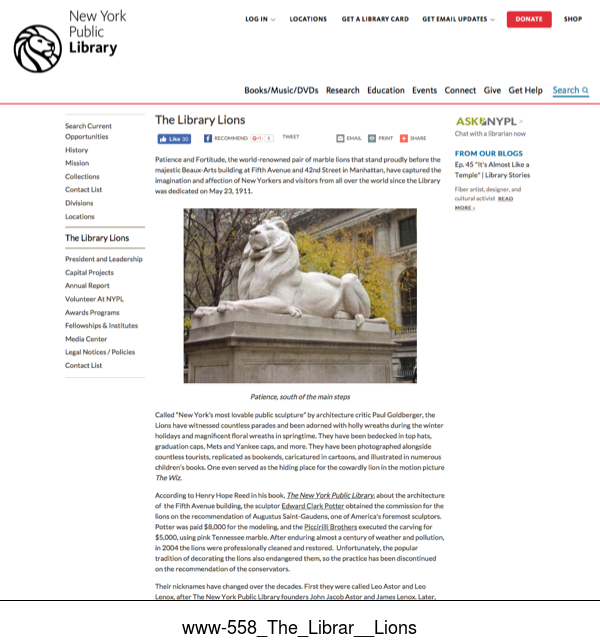 New York
Public
Library
LOG IN
LOCATIONS
GET A LIBRARY CARD
GET EMAIL UPDATES
DONATE
SHOP
Books/Music/DVDs Research Education Events Connect Give Get Help Search
Search Current
Opportunities
History
Mission
Collections
Contact List
Divisions
Locations
The Library Lions
President and Leadership
Capital Projects
Annual Report
Volunteer At NYPL
Awards Programs
Fellowships & Institutes
Media Center
Legal Notices / Policies
Contact List
The Library Lions
Like 30 RECOMMEND G+1 6 TWEET EMAIL PRINT SHARE
Patience and Fortitude, the world-renowned pair of marble lions that stand proudly before the
majestic Beaux-Arts building at Fifth Avenue and 42nd Street in Manhattan, have captured the
imagination and affection of New Yorkers and visitors from all over the world since the Library
was dedicated on May 23, 1911.
Patience, south of the main steps
Called "New York's most lovable public sculpture" by architecture critic Paul Goldberger, the
Lions have witnessed countless parades and been adorned with holly wreaths during the winter
holidays and magnificent floral wreaths in springtime. They have been bedecked in top hats,
graduation caps, Mets and Yankee caps, and more. They have been photographed alongside
countless tourists, replicated as bookends, caricatured in cartoons, and illustrated in numerous
children's books. One even served as the hiding place for the cowardly lion in the motion picture
The Wiz.
According to Henry Hope Reed in his book, The New York Public Library, about the architecture
of the Fifth Avenue building, the sculptor Edward Clark Potter obtained the commission for the
lions on the recommendation of Augustus Saint-Gaudens, one of America's foremost sculptors.
Potter was paid $8,000 for the modeling, and the Piccirilli Brothers executed the carving for
$5,000, using pink Tennessee marble. After enduring almost a century of weather and pollution,
in 2004 the lions were professionally cleaned and restored. Unfortunately, the popular
tradition of decorating the lions also endangered them, so the practice has been discontinued
on the recommendation of the conservators.
Their nicknames have changed over the decades. First they were called Leo Astor and Leo
Lenox, after The New York Public Library founders John Jacob Astor and James Lenox. Later,
ASK NYPL >
Chat with a librarian now
FROM OUR BLOGS
Ep. 45 "It's Almost Like a
Temple" | Library Stories
Fiber artist, designer, and
cultural activist READ
MORE ›
www-558_The_Librar__Lions